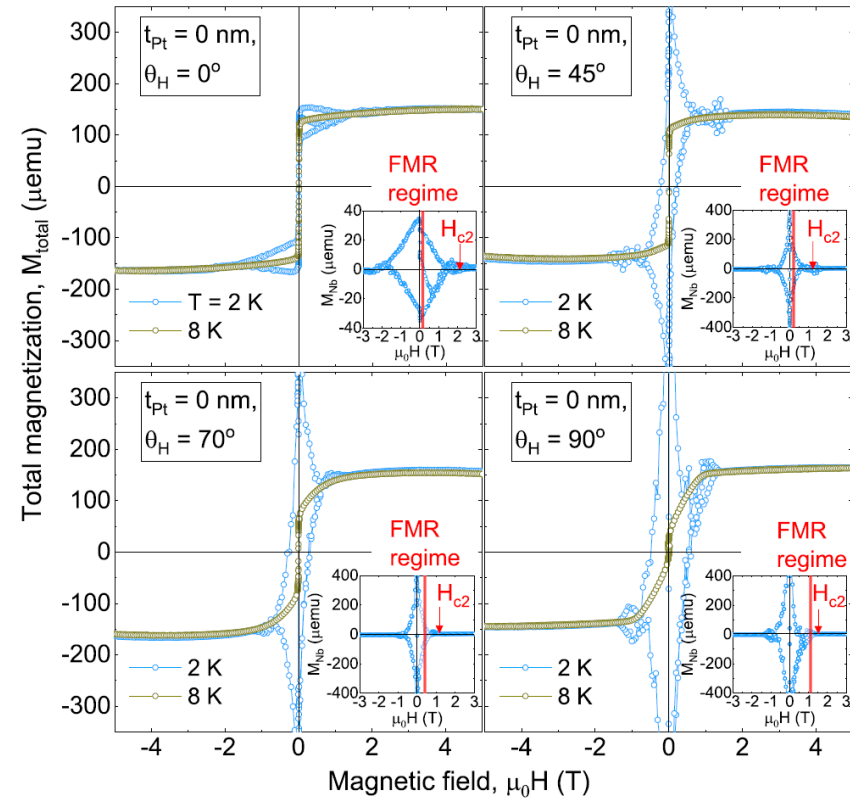 Total magnetization, M_total (μemu)
300
200
100
0
-100
-200
-300
t_Pt = 0 nm,
θ_H = 0°
FMR
regime
H_c2
M_Nb (μemu)
40
20
0
-20
-40
-3 -2 -1 0 1 2 3
μ₀H (T)
T = 2 K
8 K
t_Pt = 0 nm,
θ_H = 45°
FMR
regime
H_c2
M_Nb (μemu)
400
200
0
-200
-400
-3 -2 -1 0 1 2 3
μ₀H (T)
2 K
8 K
300
200
100
0
-100
-200
-300
t_Pt = 0 nm,
θ_H = 70°
FMR
regime
H_c2
M_Nb (μemu)
400
200
0
-200
-400
-3 -2 -1 0 1 2 3
μ₀H (T)
2 K
8 K
t_Pt = 0 nm,
θ_H = 90°
FMR
regime
H_c2
M_Nb (μemu)
400
200
0
-200
-400
-3 -2 -1 0 1 2 3
μ₀H (T)
2 K
8 K
-4 -2 0 2 4
-4 -2 0 2 4
Magnetic field, μ₀H (T)